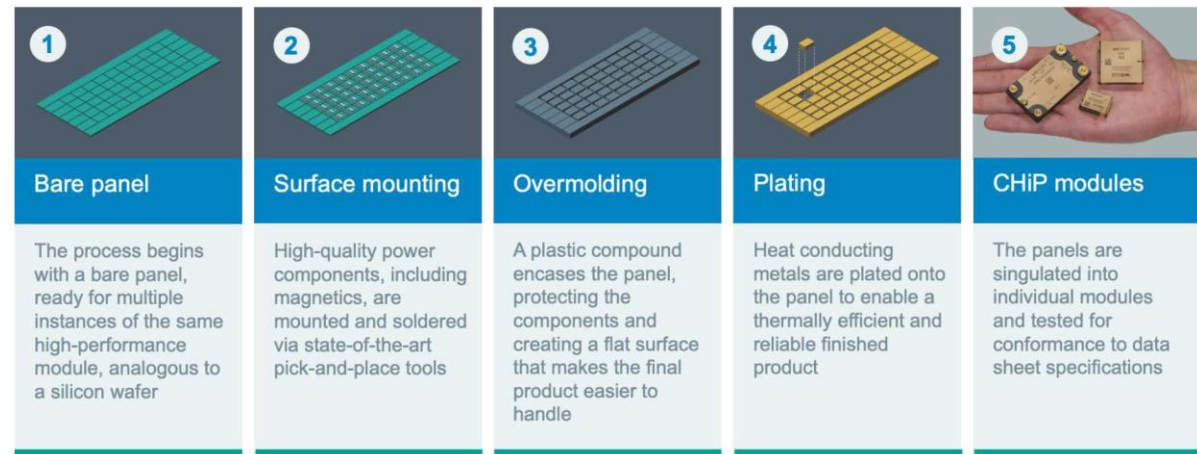 1
Bare panel
The process begins
with a bare panel,
ready for multiple
instances of the same
high-performance
module, analogous to
a silicon wafer
2
Surface mounting
High-quality power
components, including
magnetics, are
mounted and soldered
via state-of-the-art
pick-and-place tools
3
Overmolding
A plastic compound
encases the panel,
protecting the
components and
creating a flat surface
that makes the final
product easier to
handle
4
Plating
Heat conducting
metals are plated onto
the panel to enable a
thermally efficient and
reliable finished
product
5
CHiP modules
The panels are
singulated into
individual modules
and tested for
conformance to data
sheet specifications